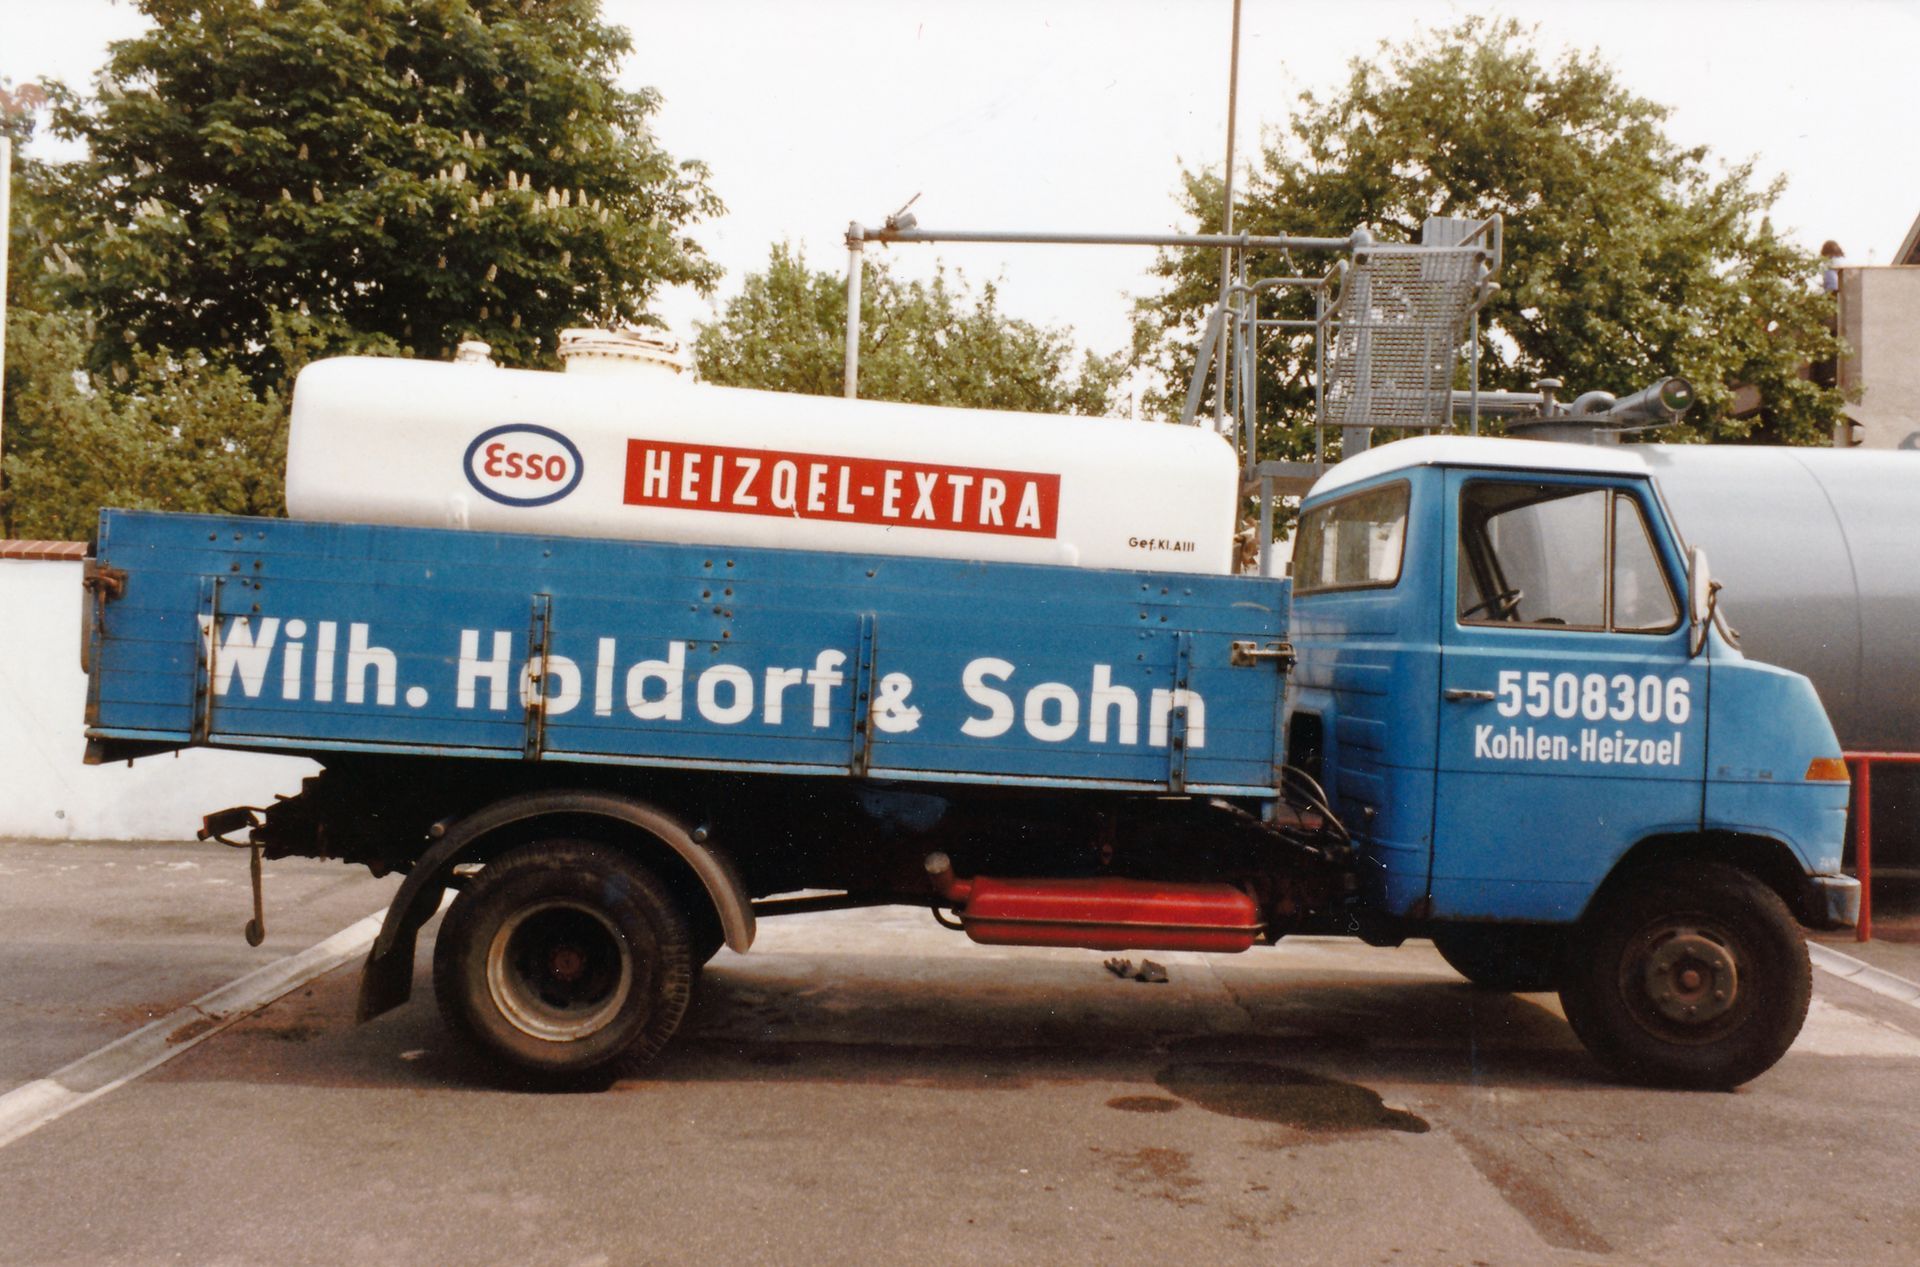 Esso
HEIZOEL-EXTRA
Gef.Kl.AIII
Wilh. Holdorf & Sohn
5508306
Kohlen·Heizoel